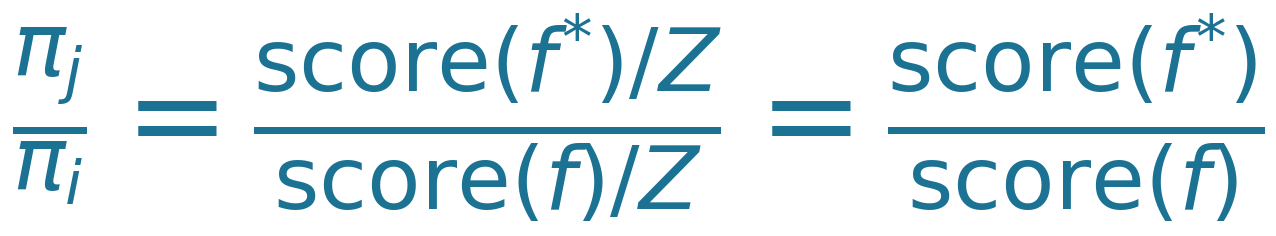 π_j / π_i = (score(f*)/Z) / (score(f)/Z) = score(f*) / score(f)